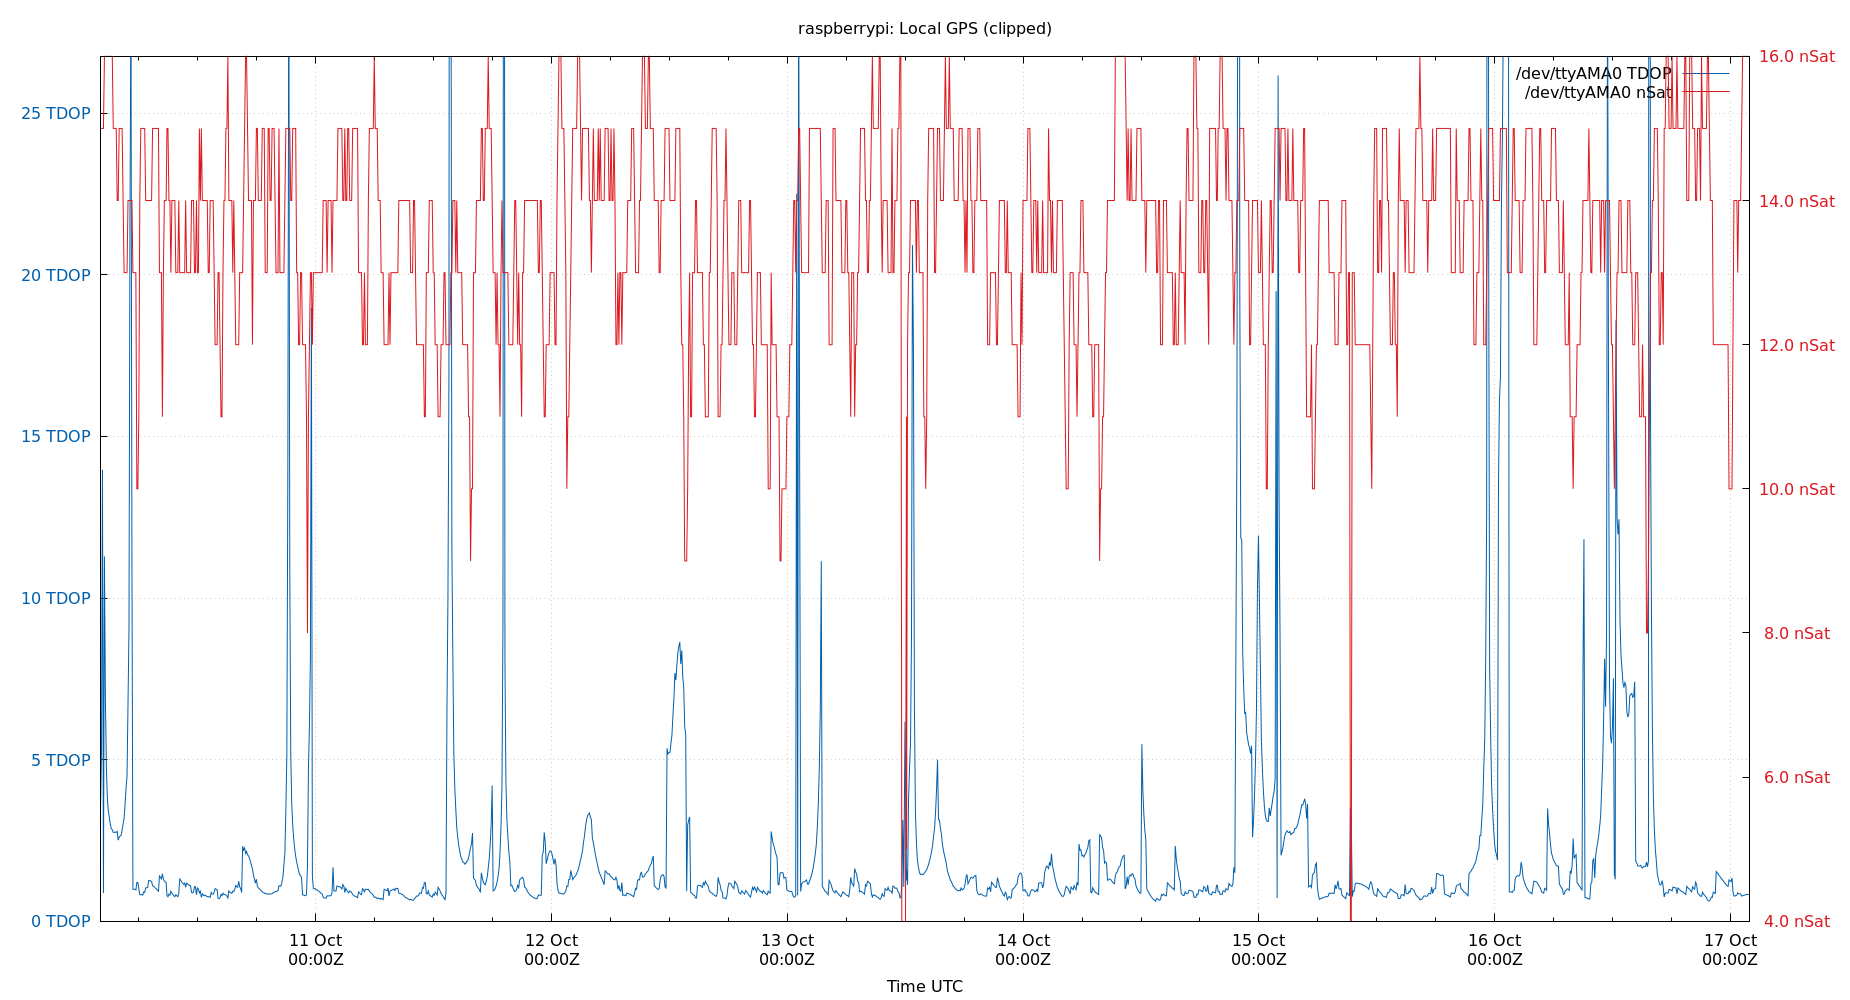 raspberrypi: Local GPS (clipped)
16.0 nSat
/dev/ttyAMA0 TDOP
/dev/ttyAMA0 nSat
25 TDOP
14.0 nSat
20 TDOP
12.0 nSat
15 TDOP
10.0 nSat
10 TDOP
8.0 nSat
5 TDOP
6.0 nSat
0 TDOP
4.0 nSat
11 Oct
00:00Z
12 Oct
00:00Z
13 Oct
00:00Z
14 Oct
00:00Z
15 Oct
00:00Z
16 Oct
00:00Z
17 Oct
00:00Z
Time UTC